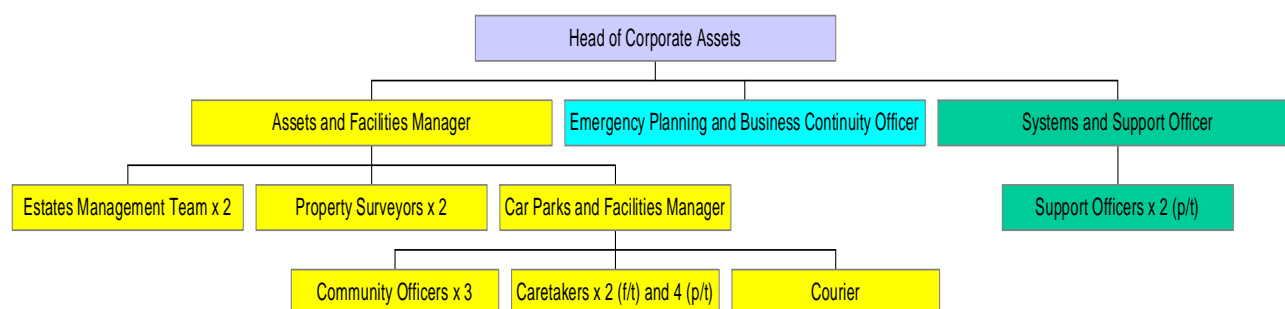 Head of Corporate Assets
Assets and Facilities Manager
Emergency Planning and Business Continuity Officer
Systems and Support Officer
Estates Management Team x 2
Property Surveyors x 2
Car Parks and Facilities Manager
Support Officers x 2 (p/t)
Community Officers x 3
Caretakers x 2 (f/t) and 4 (p/t)
Courier